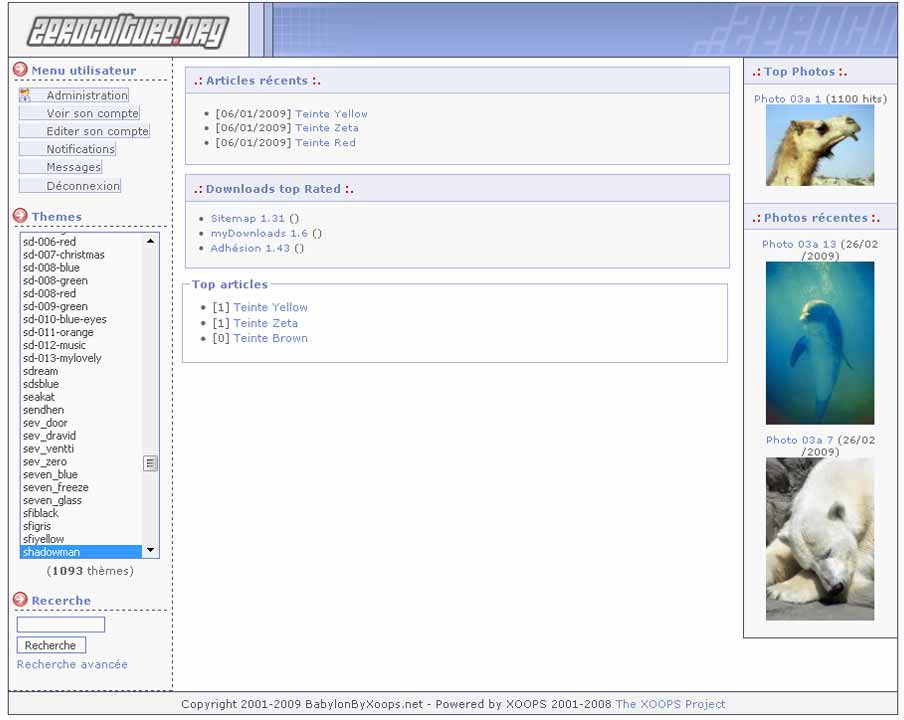 zeroculture.org
Menu utilisateur
Administration
Voir son compte
Editer son compte
Notifications
Messages
Déconnexion
Themes
sd-006-red
sd-007-christmas
sd-008-blue
sd-008-green
sd-008-red
sd-009-green
sd-010-blue-eyes
sd-011-orange
sd-012-music
sd-013-mylovely
sdream
sdsblue
seakat
sendhen
sev_door
sev_dravid
sev_ventti
sev_zero
seven_blue
seven_freeze
seven_glass
sfiblack
sfigris
sfiyellow
shadowman
(1093 thèmes)
Recerche
Recherche
Recherche avancée
.: Articles récents :.
[06/01/2009] Teinte Yellow
[06/01/2009] Teinte Zeta
[06/01/2009] Teinte Red
.: Downloads top Rated :.
Sitemap 1.31 ()
myDownloads 1.6 ()
Adhésion 1.43 ()
Top articles
[1] Teinte Yellow
[1] Teinte Zeta
[0] Teinte Brown
.: Top Photos :.
Photo 03a 1 (1100 hits)
.: Photos récentes :.
Photo 03a 13 (26/02
/2009)
Photo 03a 7 (26/02
/2009)
Copyright 2001-2009 BabylonByXoops.net - Powered by XOOPS 2001-2008 The XOOPS Project